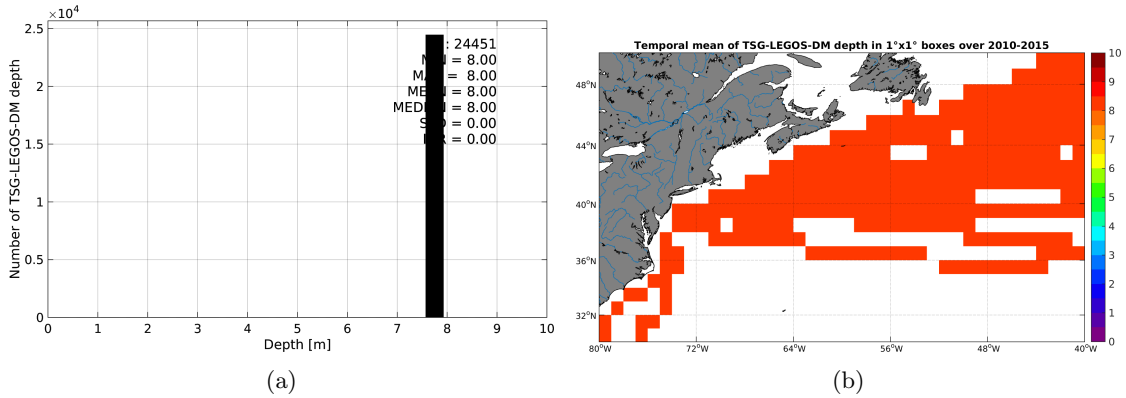 ×10⁴
2.5
2
1.5
1
0.5
0
Number of TSG-LEGOS-DM depth
: 24451
= 8.00
= 8.00
= 8.00
= 8.00
= 0.00
= 0.00
0 1 2 3 4 5 6 7 8 9 10
Depth [m]
(a)
Temporal mean of TSG-LEGOS-DM depth in 1°x1° boxes over 2010-2015
48°N
44°N
40°N
36°N
32°N
80°W 72°W 64°W 56°W 48°W 40°W
10
9
8
7
6
5
4
3
2
1
0
(b)